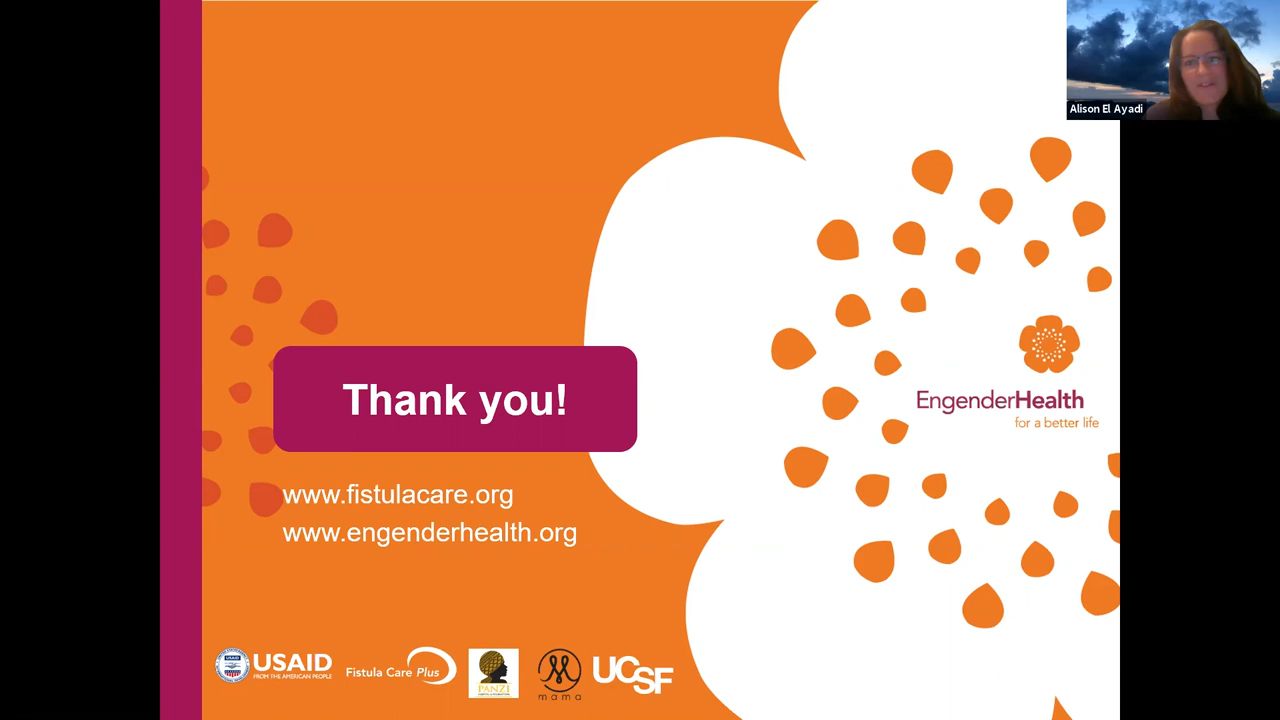 Alison El Ayadi
EngenderHealth
for a better life
Thank you!
www.fistulacare.org
www.engenderhealth.org
USAID
FROM THE AMERICAN PEOPLE
Fistula Care Plus
PANZI
mama
UCSF